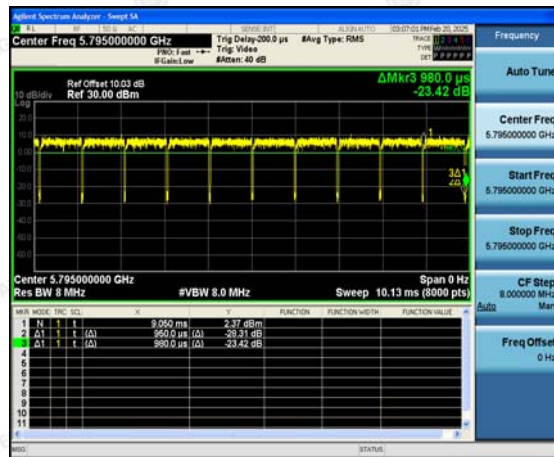 Agilent Spectrum Analyzer - Swept SA
RL RF 50 Ω AC SENSE:INT ALIGN AUTO 03:07:01 PM Feb 20, 2025
Center Freq 5.795000000 GHz
PNO: Fast
IFGain:Low
Trig Delay-200.0 µs
Trig: Video
#Atten: 40 dB
#Avg Type: RMS
TRACE 1 2 3 4 5 6
TYPE
DET P P P P P P
Ref Offset 10.03 dB
Ref 30.00 dBm
10 dB/div
Log
ΔMkr3 980.0 µs
-23.42 dB
20.0
10.0
0.00
-10.0
-20.0
-30.0
-40.0
-50.0
-60.0
1
3Δ1
2Δ1
Center 5.795000000 GHz
Res BW 8 MHz
#VBW 8.0 MHz
Span 0 Hz
Sweep 10.13 ms (8000 pts)
MKR MODE TRC SCL X Y FUNCTION FUNCTION WIDTH FUNCTION VALUE
1 N 1 t 9.050 ms 2.37 dBm
2 Δ1 1 t (Δ) 950.0 µs (Δ) -29.31 dB
3 Δ1 1 t (Δ) 980.0 µs (Δ) -23.42 dB
4
5
6
7
8
9
10
11
MSG
STATUS
Frequency
Auto Tune
Center Freq
5.795000000 GHz
Start Freq
5.795000000 GHz
Stop Freq
5.795000000 GHz
CF Step
8.000000 MHz
Auto Man
Freq Offset
0 Hz